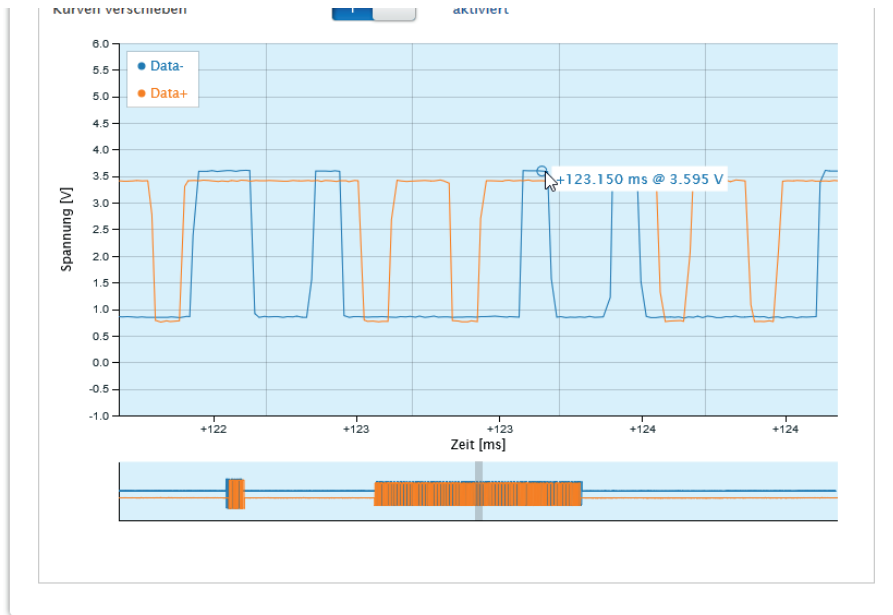 Kurven verschieben aktiviert
6.0
Data-
5.5
5.0
Data+
4.5
4.0
3.5
+123.150 ms @ 3.595 V
3.0
2.5
2.0
1.5
1.0
0.5
0.0
-0.5
-1.0
Spannung [V]
+122 +123 +123 +124 +124
Zeit [ms]